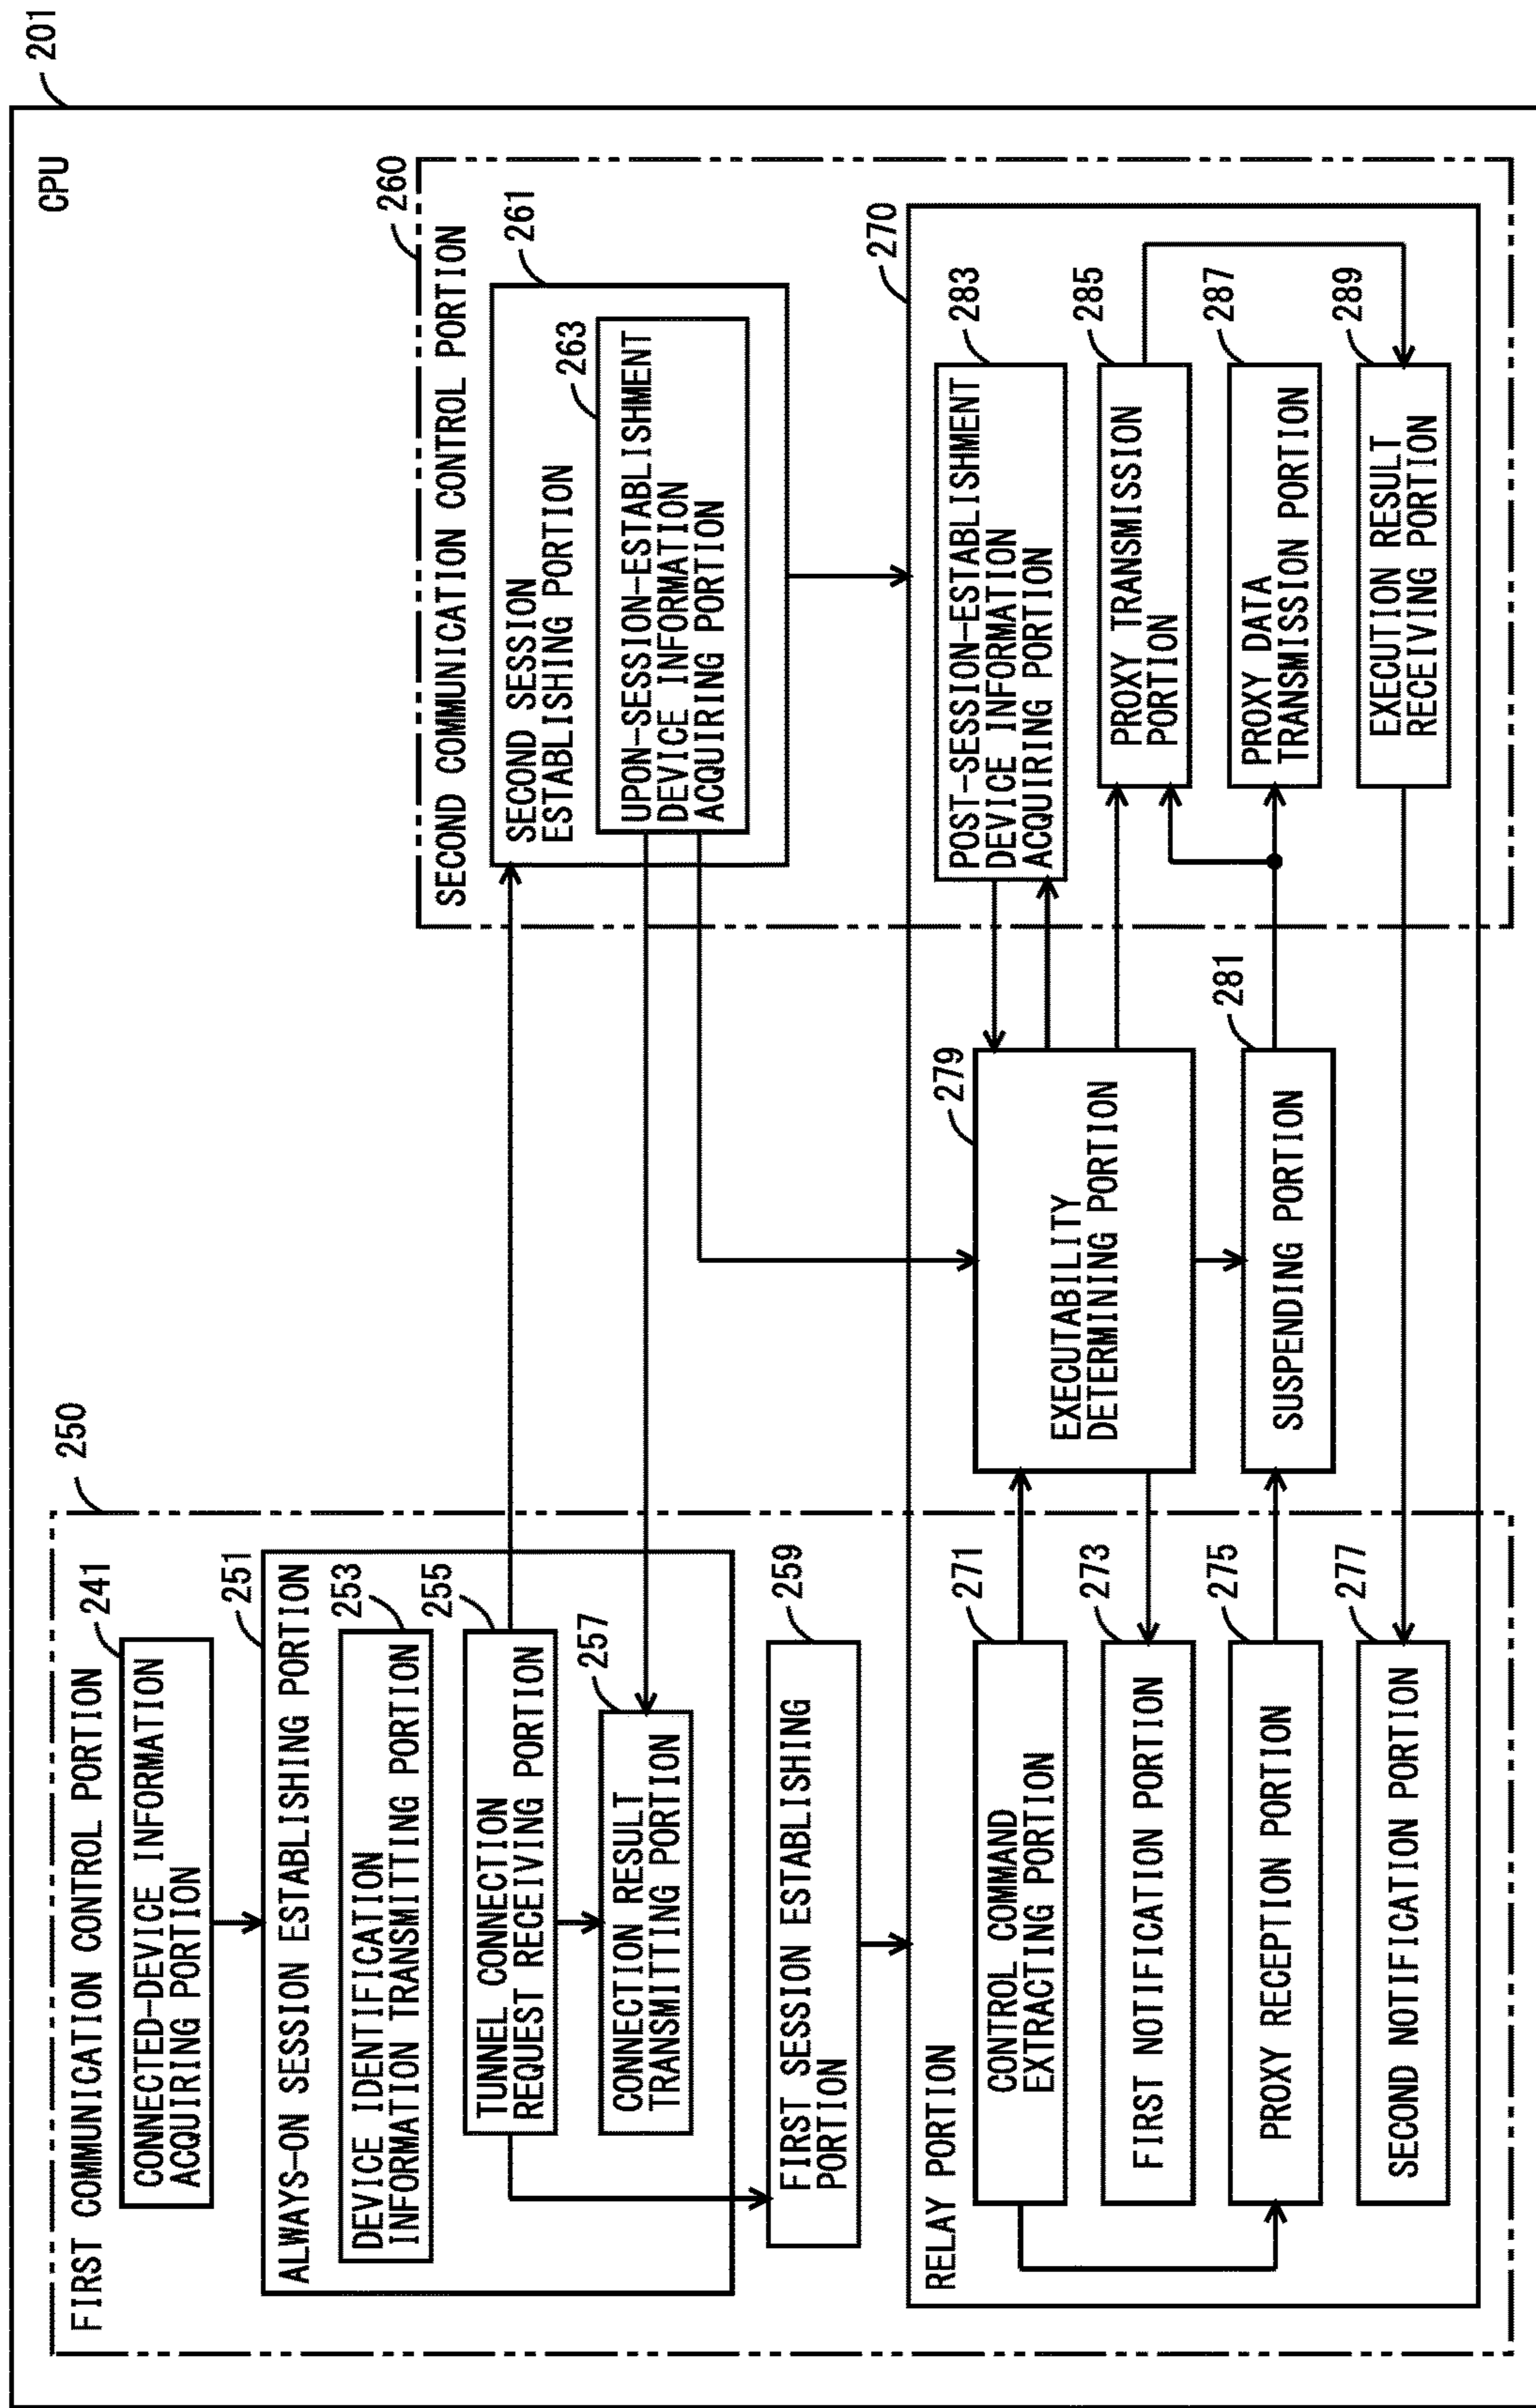 201
CPU
250
FIRST COMMUNICATION CONTROL PORTION
241
CONNECTED-DEVICE INFORMATION
ACQUIRING PORTION
251
ALWAYS-ON SESSION ESTABLISHING PORTION
253
DEVICE IDENTIFICATION
INFORMATION TRANSMITTING PORTION
255
TUNNEL CONNECTION
REQUEST RECEIVING PORTION
257
CONNECTION RESULT
TRANSMITTING PORTION
259
FIRST SESSION ESTABLISHING
PORTION
260
SECOND COMMUNICATION CONTROL PORTION
261
SECOND SESSION
ESTABLISHING PORTION
263
UPON-SESSION-ESTABLISHMENT
DEVICE INFORMATION
ACQUIRING PORTION
270
RELAY PORTION
271
CONTROL COMMAND
EXTRACTING PORTION
273
FIRST NOTIFICATION PORTION
275
PROXY RECEPTION PORTION
277
SECOND NOTIFICATION PORTION
279
EXECUTABILITY
DETERMINING PORTION
281
SUSPENDING PORTION
283
POST-SESSION-ESTABLISHMENT
DEVICE INFORMATION
ACQUIRING PORTION
285
PROXY TRANSMISSION
PORTION
287
PROXY DATA
TRANSMISSION PORTION
289
EXECUTION RESULT
RECEIVING PORTION